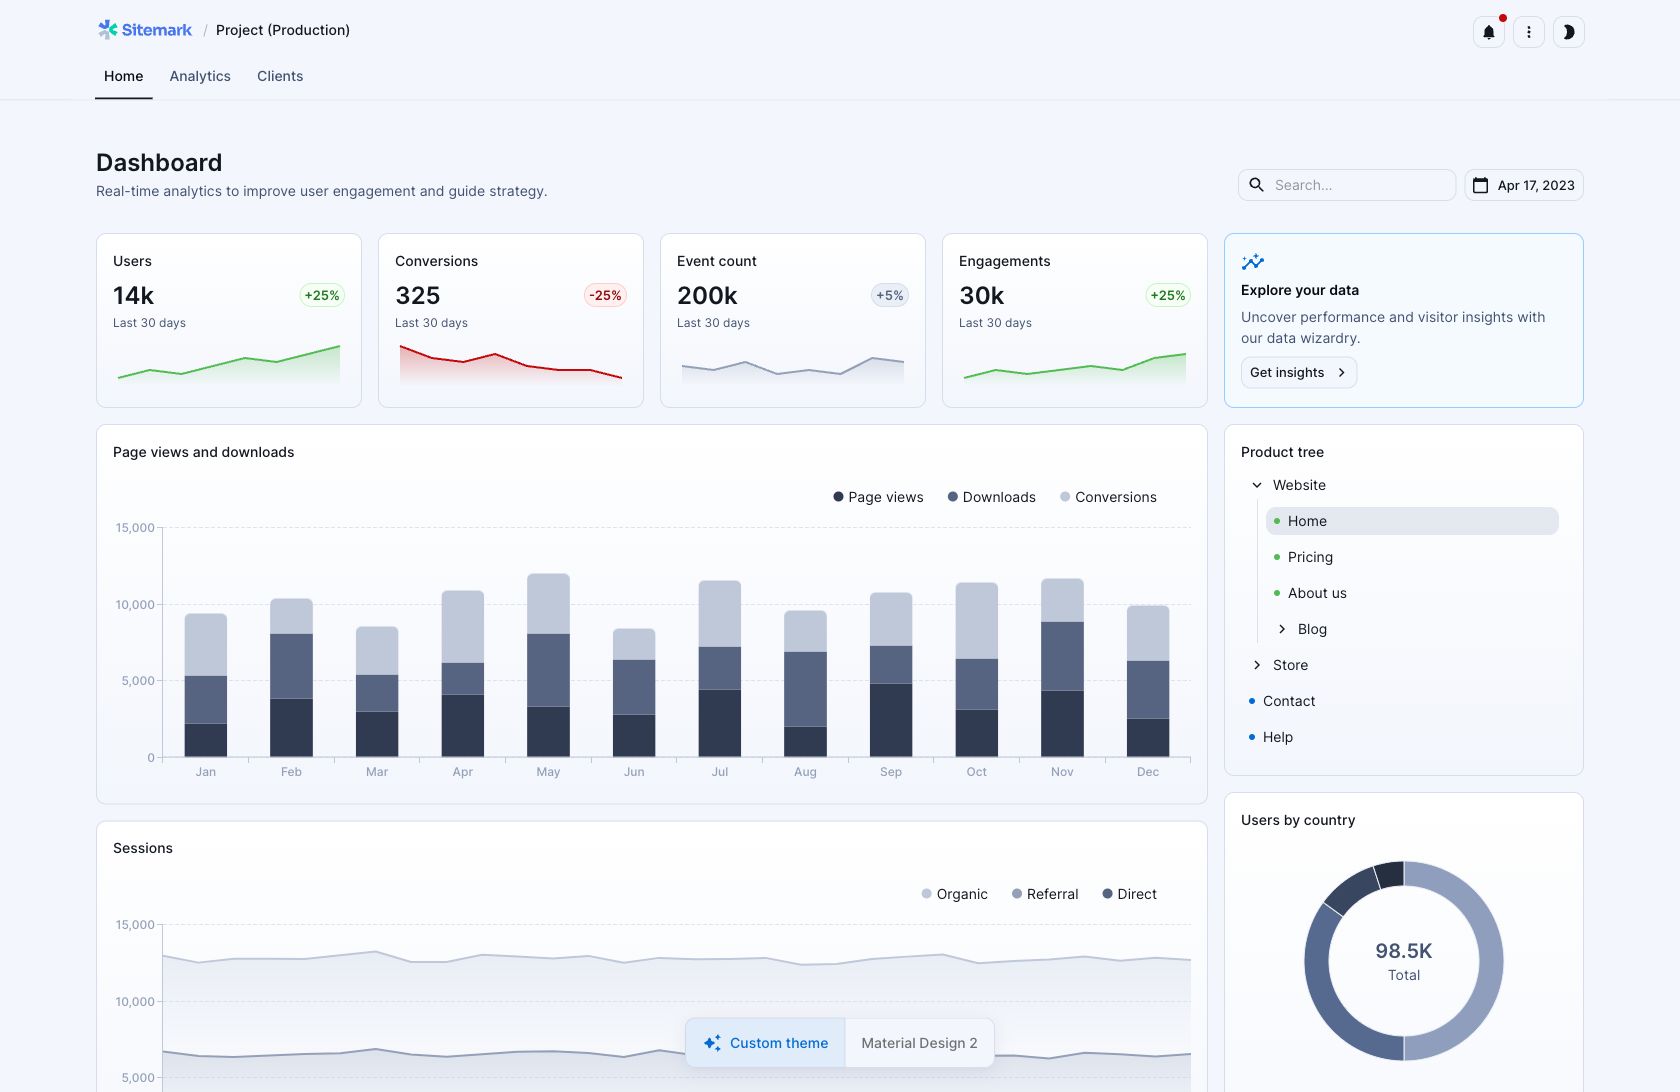 Sitemark / Project (Production)
Home Analytics Clients
Dashboard
Real-time analytics to improve user engagement and guide strategy.
Search...
Apr 17, 2023
Users
14k
+25%
Last 30 days
Conversions
325
-25%
Last 30 days
Event count
200k
+5%
Last 30 days
Engagements
30k
+25%
Last 30 days
Explore your data
Uncover performance and visitor insights with
our data wizardry.
Get insights
Page views and downloads
Page views Downloads Conversions
15,000
10,000
5,000
0
Jan Feb Mar Apr May Jun Jul Aug Sep Oct Nov Dec
Product tree
Website
Home
Pricing
About us
Blog
Store
Contact
Help
Sessions
Organic Referral Direct
15,000
10,000
5,000
Users by country
98.5K
Total
Custom theme Material Design 2